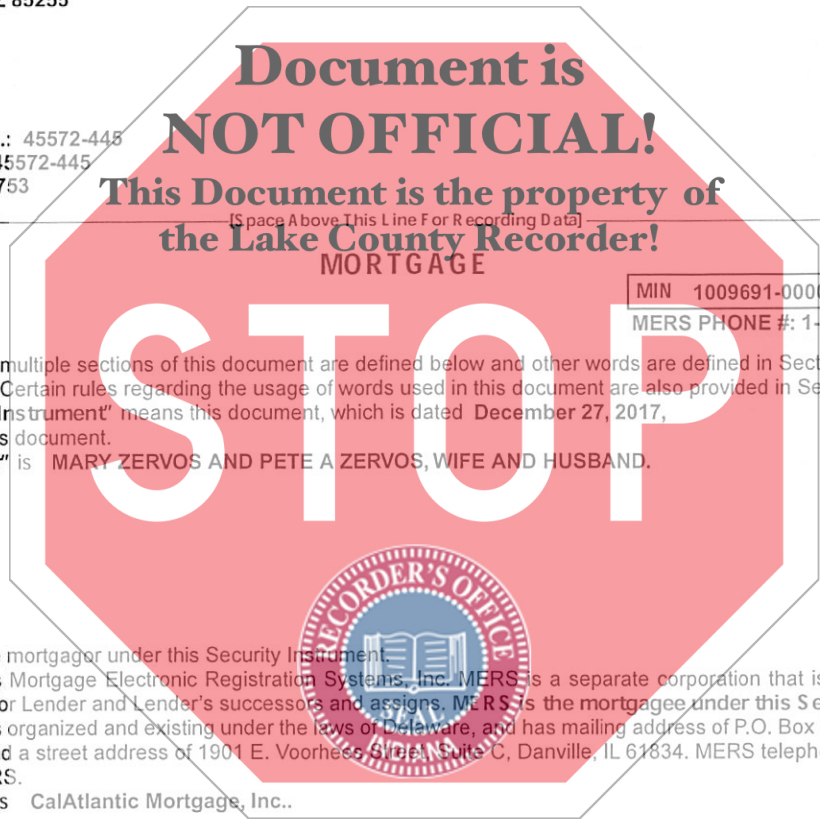 Z 85255
Document is
.: 45572-445
NOT OFFICIAL!
45572-445
753
This Document is the property of
[Space Above This Line For Recording Data]
the Lake County Recorder!
MORTGAGE
MIN 1009691-0000
MERS PHONE #: 1-
STOP
multiple sections of this document are defined below and other words are defined in Sect
Certain rules regarding the usage of words used in this document are also provided in Se
Instrument" means this document, which is dated December 27, 2017,
s document.
" is MARY ZERVOS AND PETE A ZERVOS, WIFE AND HUSBAND.
RECORDER'S OFFICE
SEAL
mortgagor under this Security Instrument.
s Mortgage Electronic Registration Systems, Inc. MERS is a separate corporation that is
or Lender and Lender's successors and assigns. MERS is the mortgagee under this Se
s organized and existing under the laws of Delaware, and has mailing address of P.O. Box
d a street address of 1901 E. Voorhees Street, Suite C, Danville, IL 61834. MERS teleph
RS.
s CalAtlantic Mortgage, Inc..